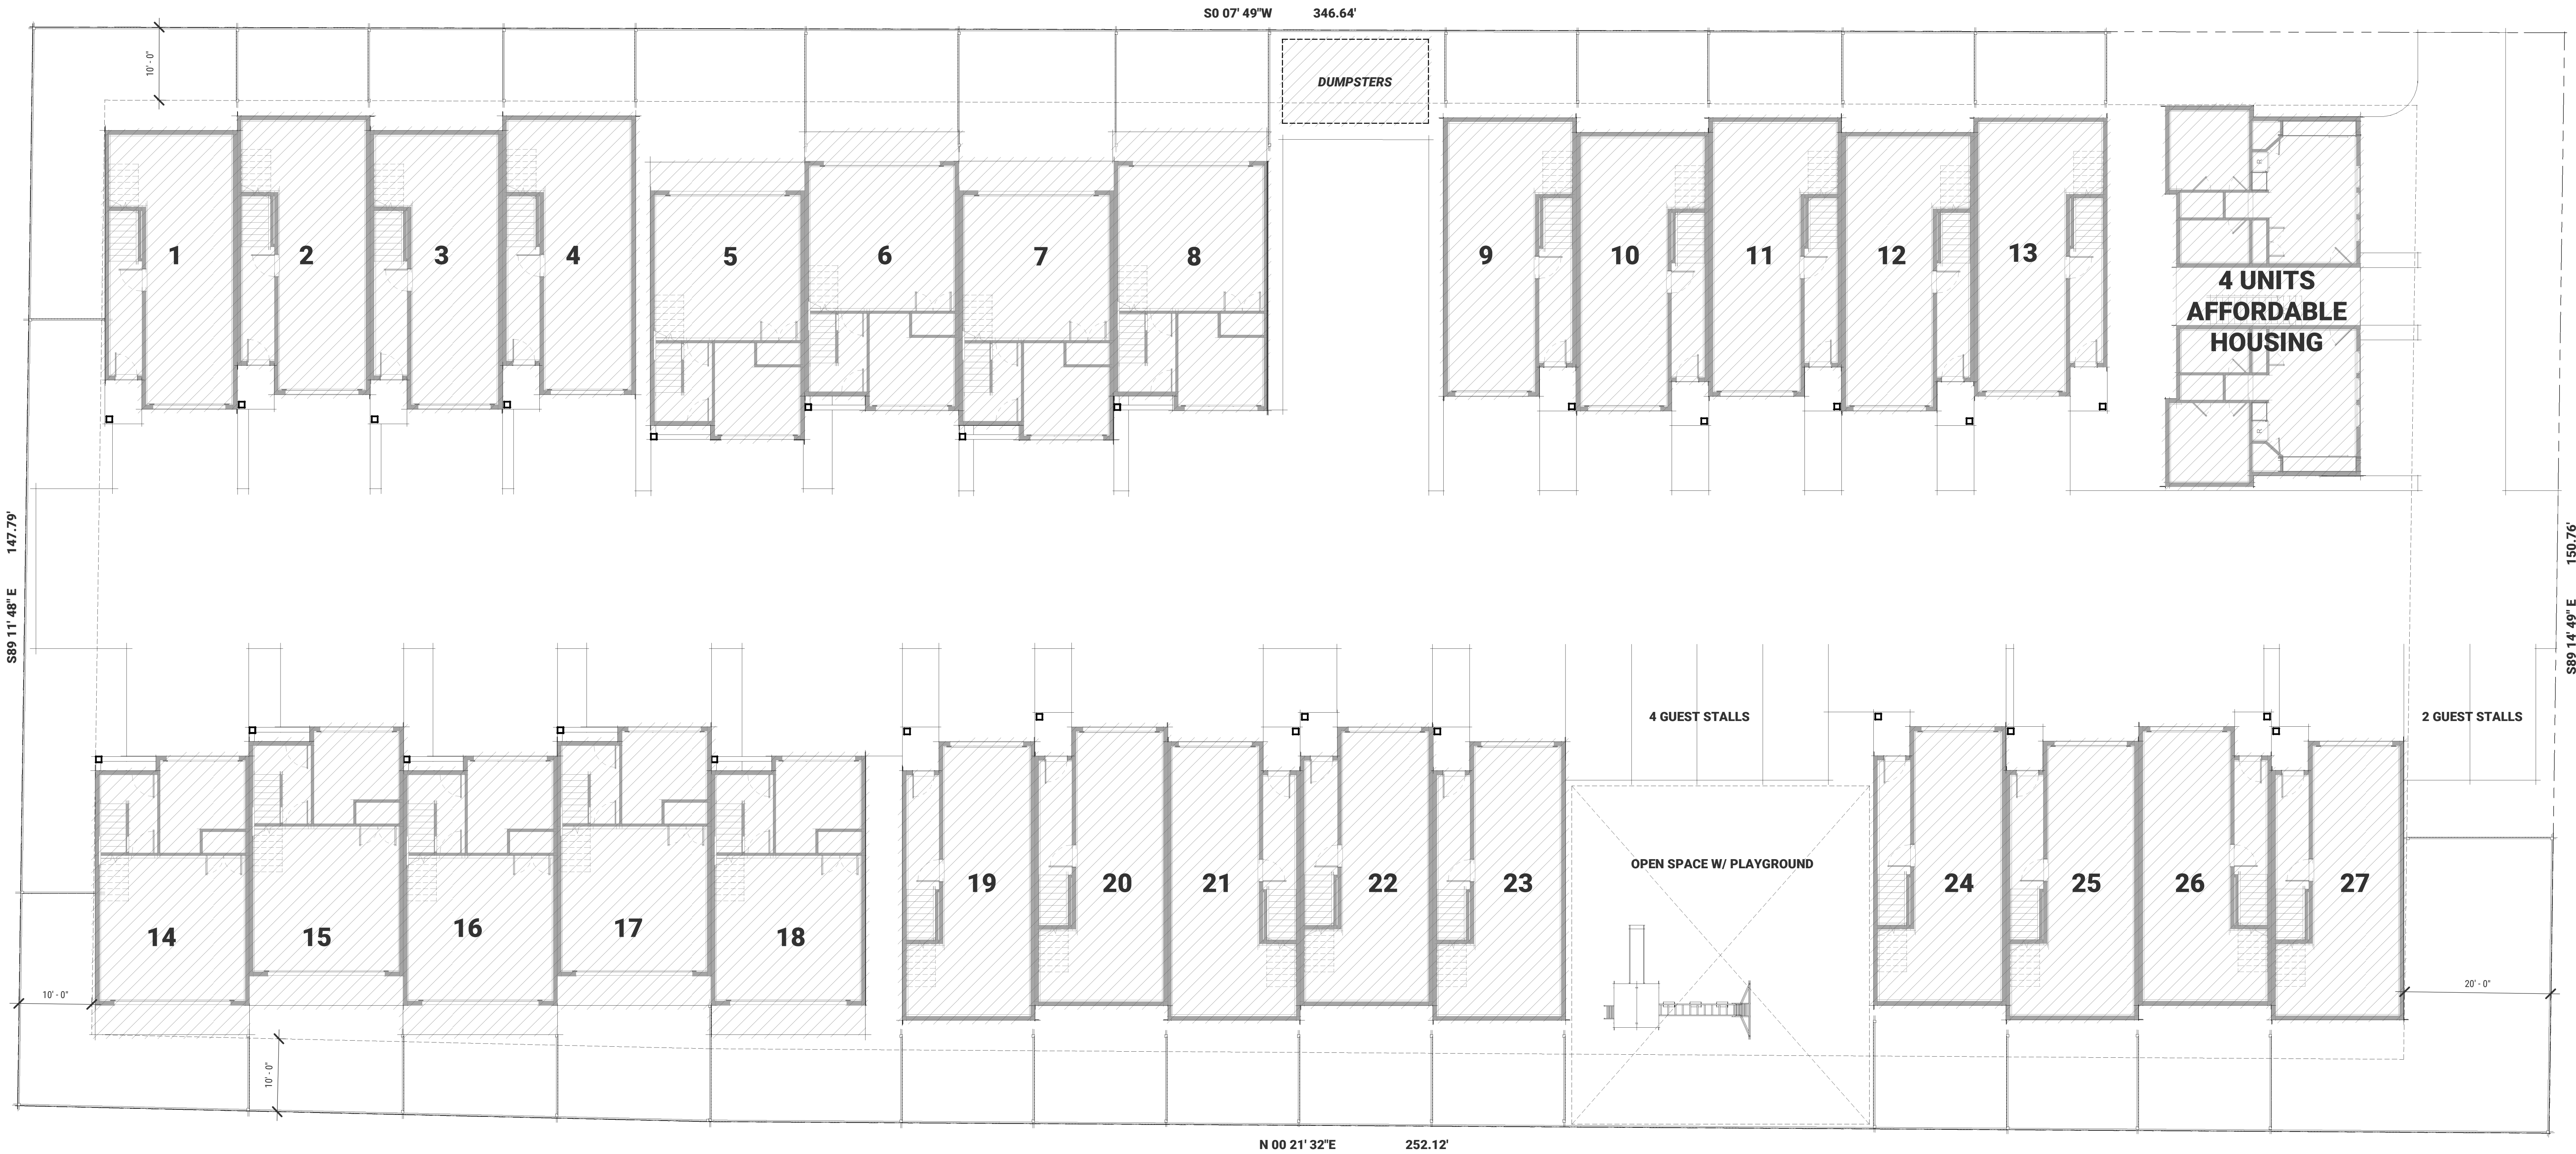 S0 07' 49"W 346.64'
10' - 0"
DUMPSTERS
1
2
3
4
5
6
7
8
9
10
11
12
13
R
4 UNITS
AFFORDABLE
HOUSING
R
S89 11' 48" E 147.79'
S89 14' 49" E 150.76'
4 GUEST STALLS
2 GUEST STALLS
OPEN SPACE W/ PLAYGROUND
14
15
16
17
18
19
20
21
22
23
24
25
26
27
10' - 0"
20' - 0"
10' - 0"
N 00 21' 32"E 252.12'